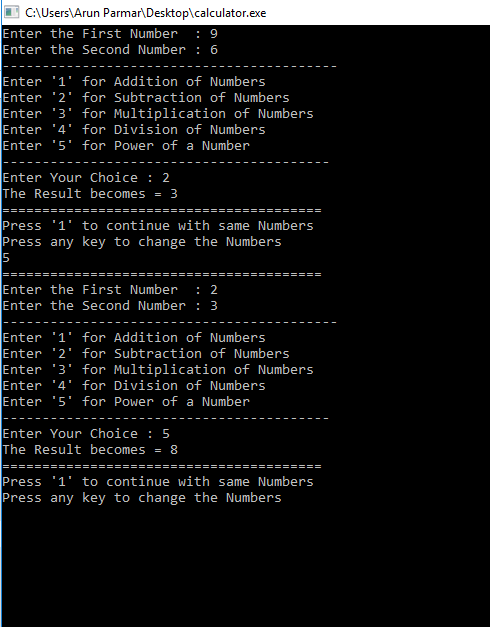 C:\Users\Arun Parmar\Desktop\calculator.exe
Enter the First Number  : 9
Enter the Second Number : 6
------------------------------------------
Enter '1' for Addition of Numbers
Enter '2' for Subtraction of Numbers
Enter '3' for Multiplication of Numbers
Enter '4' for Division of Numbers
Enter '5' for Power of a Number
-----------------------------------------
Enter Your Choice : 2
The Result becomes = 3
========================================
Press '1' to continue with same Numbers
Press any key to change the Numbers
5
========================================
Enter the First Number  : 2
Enter the Second Number : 3
------------------------------------------
Enter '1' for Addition of Numbers
Enter '2' for Subtraction of Numbers
Enter '3' for Multiplication of Numbers
Enter '4' for Division of Numbers
Enter '5' for Power of a Number
-----------------------------------------
Enter Your Choice : 5
The Result becomes = 8
========================================
Press '1' to continue with same Numbers
Press any key to change the Numbers